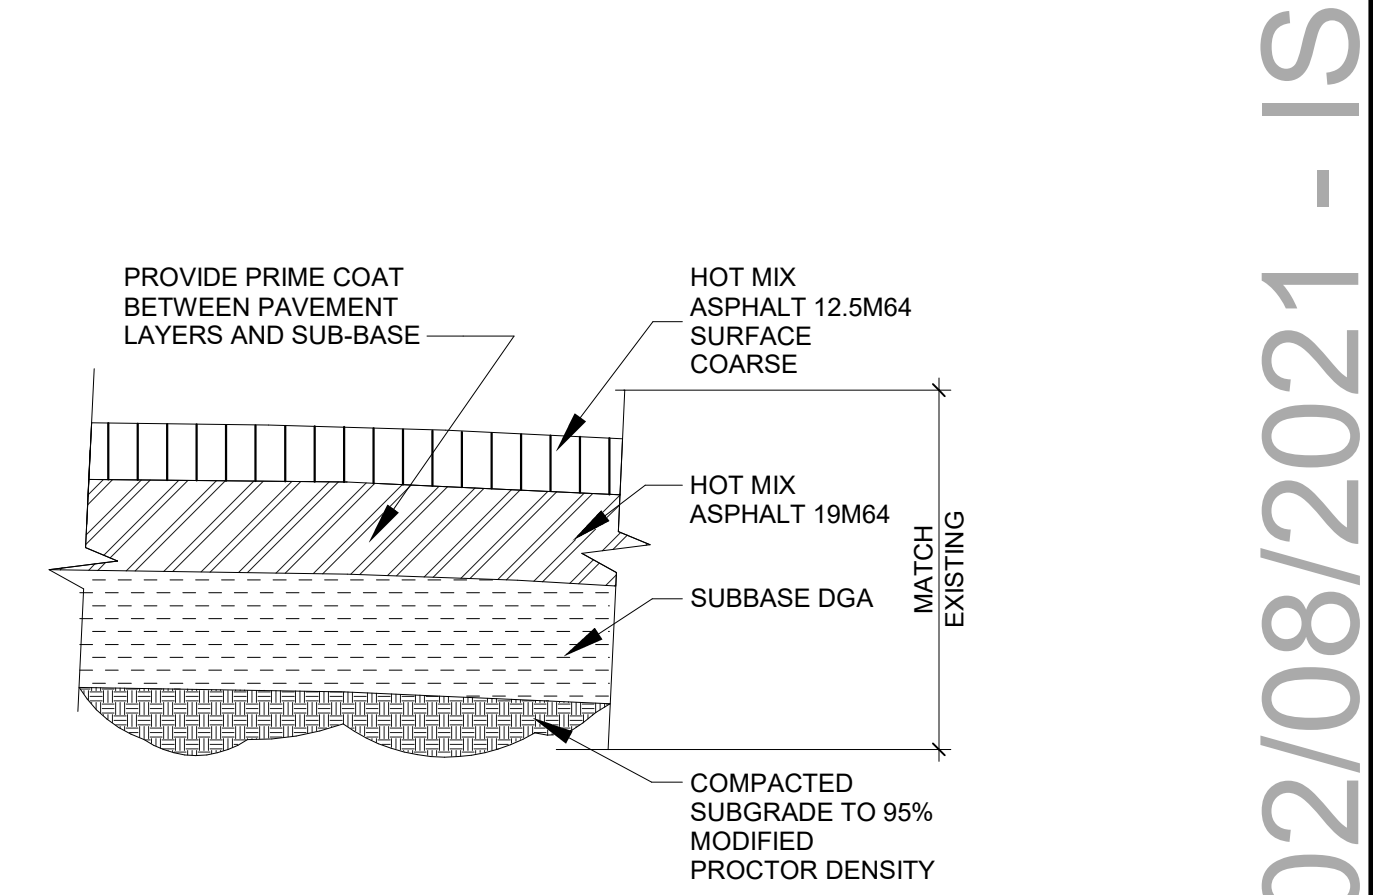 PROVIDE PRIME COAT
BETWEEN PAVEMENT
LAYERS AND SUB-BASE
HOT MIX
ASPHALT 12.5M64
SURFACE
COARSE
HOT MIX
ASPHALT 19M64
SUBBASE DGA
MATCH
EXISTING
COMPACTED
SUBGRADE TO 95%
MODIFIED
PROCTOR DENSITY
02/08/2021 - IS